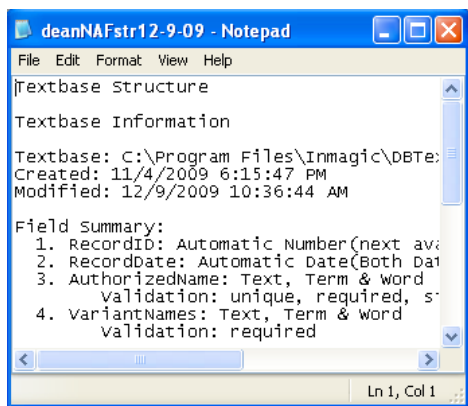 deanNAFstr12-9-09 - Notepad
File Edit Format View Help
Textbase Structure
Textbase Information
Textbase: C:\Program Files\Inmagic\DBTex
Created: 11/4/2009 6:15:47 PM
Modified: 12/9/2009 10:36:44 AM
Field Summary:
1. RecordID: Automatic Number(next ava
2. RecordDate: Automatic Date(Both Dat
3. AuthorizedName: Text, Term & Word
Validation: unique, required, s
4. VariantNames: Text, Term & Word
Validation: required
Ln 1, Col 1